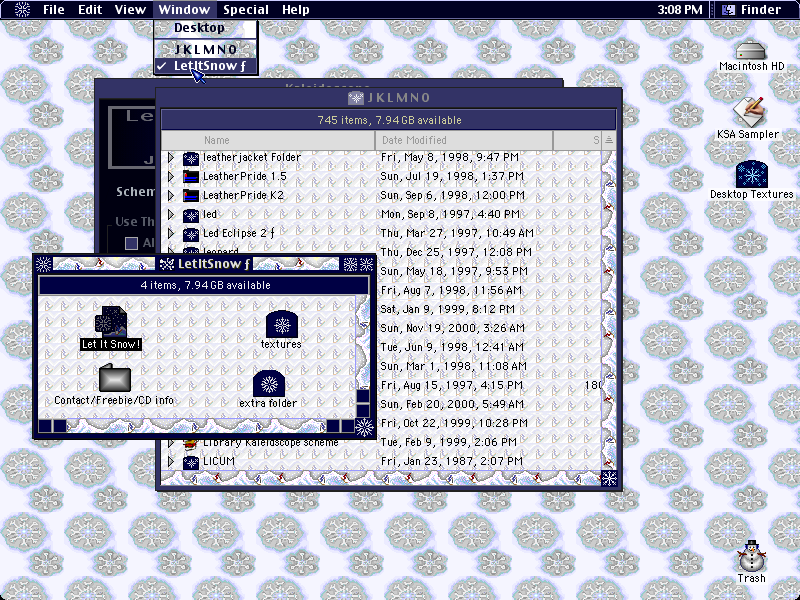 File Edit View Window Special Help 3:08 PM Finder
Desktop
JKLMNO
✓ LetItSnow ƒ
Macintosh HD
KSA Sampler
Desktop Textures
Trash
Kaleidoscope
Le
J
Schem
Use Th
Al
JKLMNO
745 items, 7.94 GB available
Name Date Modified S
leather jacket Folder Fri, May 8, 1998, 9:47 PM
LeatherPride 1.5 Sun, Jul 19, 1998, 1:37 PM
LeatherPride K2 Sun, Sep 6, 1998, 12:00 PM
led Mon, Sep 8, 1997, 4:40 PM
Led Eclipse 2 ƒ Thu, Mar 27, 1997, 10:49 AM
leopard Thu, Dec 25, 1997, 12:08 PM
Sun, May 18, 1997, 9:53 PM
Fri, Aug 7, 1998, 11:56 AM
Sat, Jan 9, 1999, 8:12 PM
Sun, Nov 19, 2000, 3:26 AM
Tue, Jun 9, 1998, 12:41 AM
Sun, Mar 1, 1998, 11:08 AM
Fri, Aug 15, 1997, 4:15 PM 180
Sun, Feb 20, 2000, 5:49 AM
Fri, Oct 22, 1999, 10:28 PM
Library Kaleidscope scheme Tue, Feb 9, 1999, 2:06 PM
LICUM Fri, Jan 23, 1987, 2:07 PM
LetItSnow ƒ
4 items, 7.94 GB available
Let It Snow!
textures
Contact/Freebie/CD info
extra folder